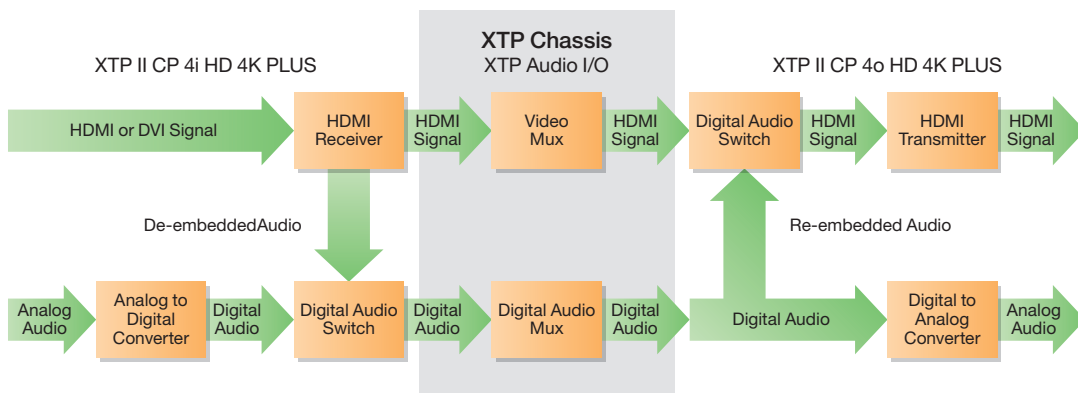 XTP Chassis
XTP Audio I/O
XTP II CP 4i HD 4K PLUS
XTP II CP 4o HD 4K PLUS
HDMI or DVI Signal
HDMI
Receiver
HDMI
Signal
Video
Mux
HDMI
Signal
Digital Audio
Switch
HDMI
Signal
HDMI
Transmitter
HDMI
Signal
De-embeddedAudio
Re-embedded Audio
Analog
Audio
Analog to
Digital
Converter
Digital
Audio
Digital Audio
Switch
Digital
Audio
Digital Audio
Mux
Digital
Audio
Digital Audio
Digital to
Analog
Converter
Analog
Audio